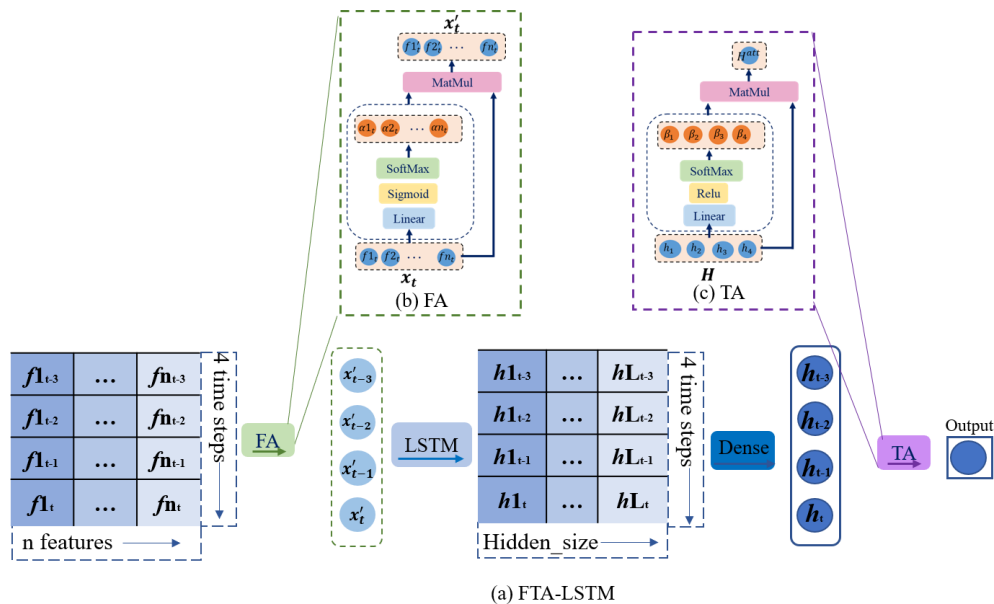 x′ₜ
f1′ₜ f2′ₜ ⋯ fn′ₜ
MatMul
α1ₜ α2ₜ … αnₜ
SoftMax
Sigmoid
Linear
f1ₜ f2ₜ ⋯ fnₜ
xₜ
(b) FA
Hᵃᵗᵗ
MatMul
β₁ β₂ β₃ β₄
SoftMax
Relu
Linear
h₁ h₂ h₃ h₄
H
(c) TA
f1ₜ₋₃ … fnₜ₋₃
f1ₜ₋₂ … fnₜ₋₂
f1ₜ₋₁ … fnₜ₋₁
f1ₜ … fnₜ
4 time steps
n features
FA
x′ₜ₋₃
x′ₜ₋₂
x′ₜ₋₁
x′ₜ
LSTM
h1ₜ₋₃ … hLₜ₋₃
h1ₜ₋₂ … hLₜ₋₂
h1ₜ₋₁ … hLₜ₋₁
h1ₜ … hLₜ
4 time steps
Hidden_size
Dense
hₜ₋₃
hₜ₋₂
hₜ₋₁
hₜ
TA
Output
(a) FTA-LSTM